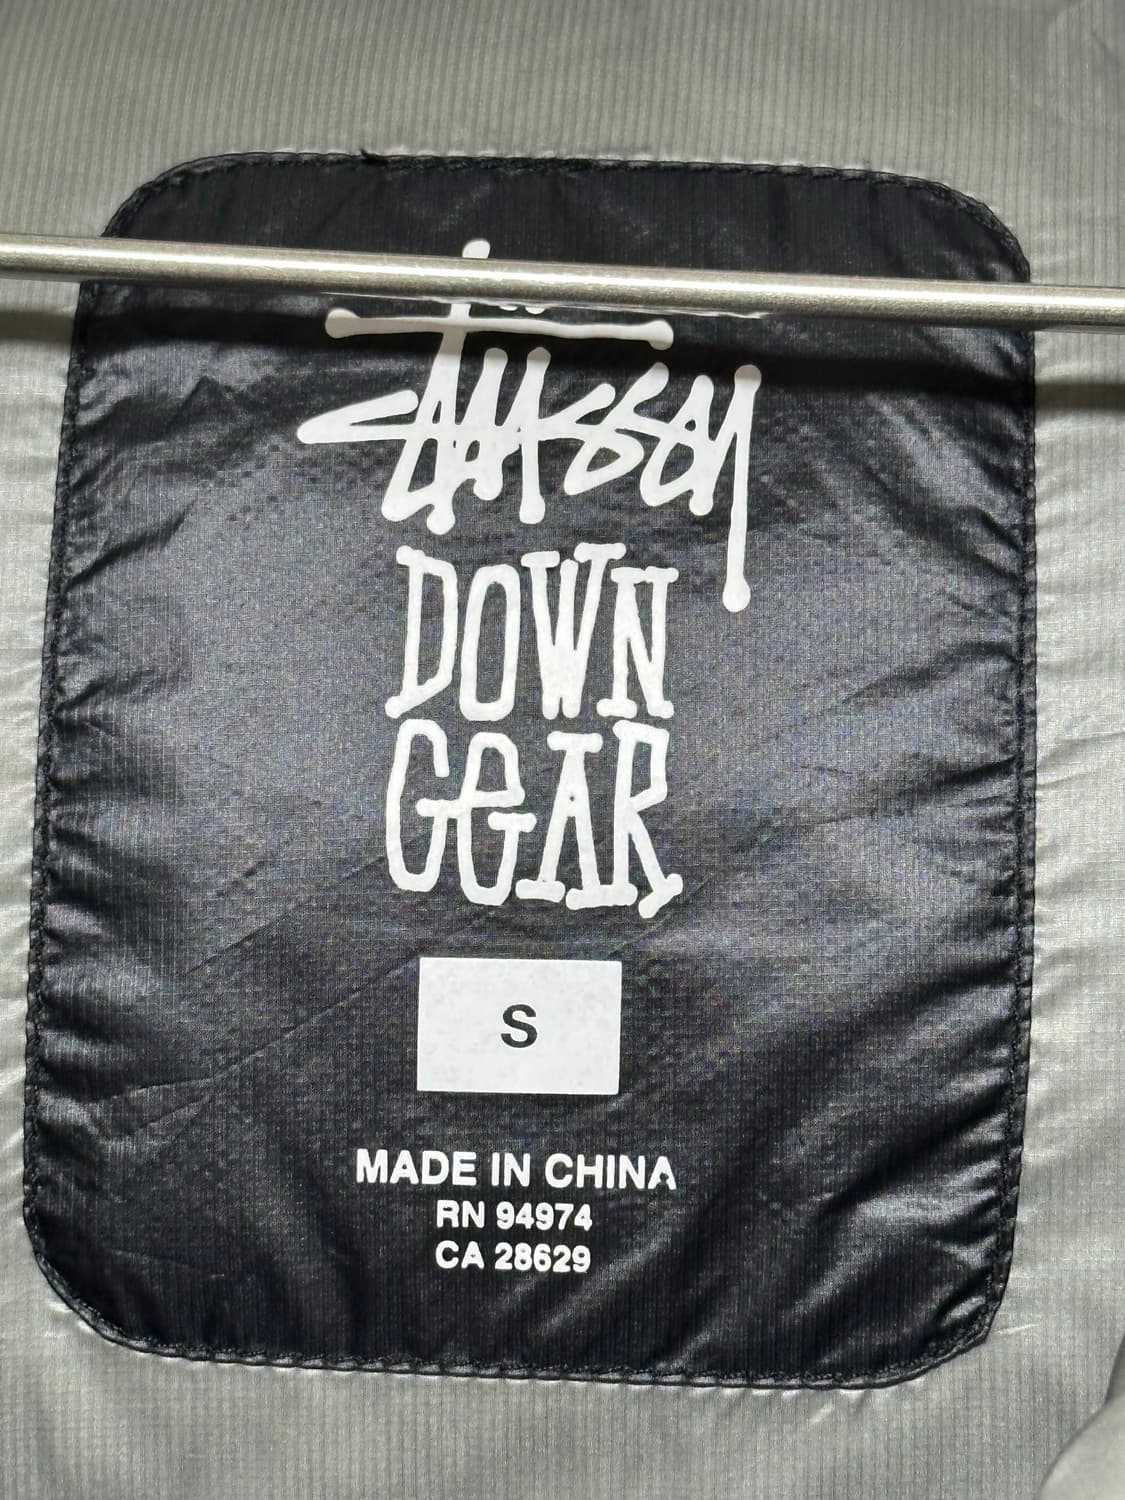 Stüssy
DOWN
GEAR
S
MADE IN CHINA
RN 94974
CA 28629